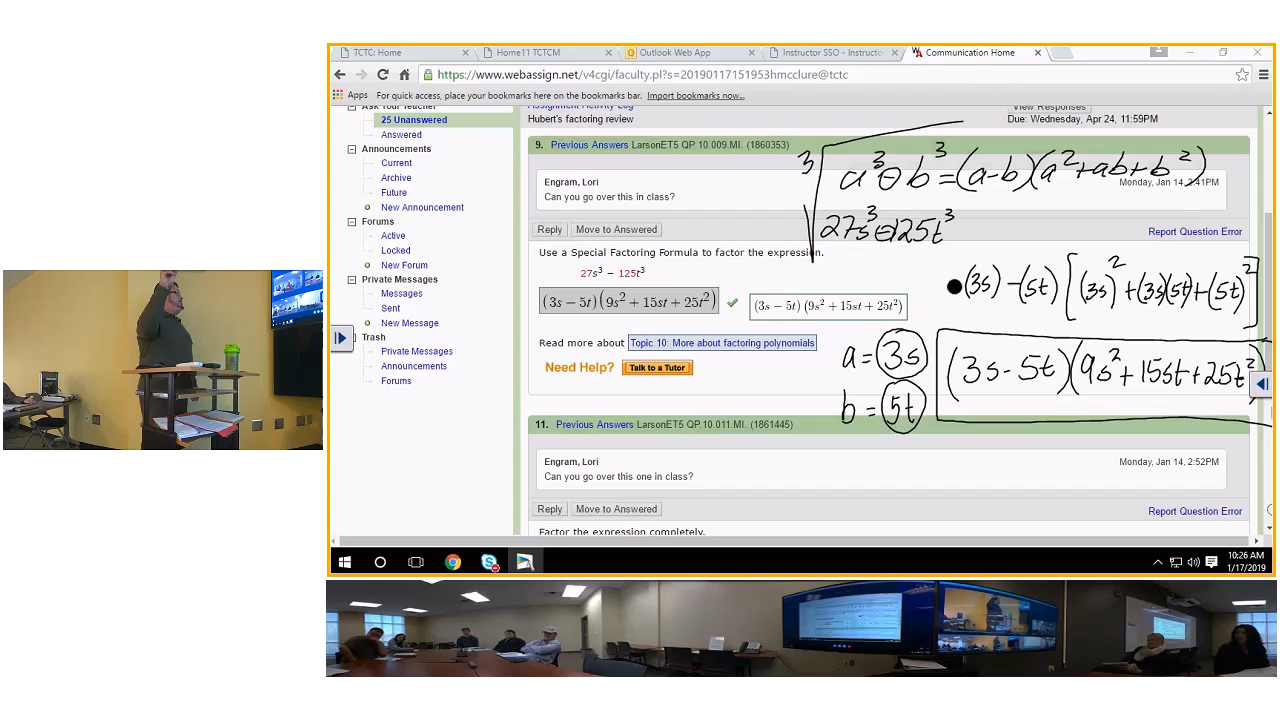 TCTC: Home
Home11 TCTCM
Outlook Web App
Instructor SSO - Instructo
Communication Home
https://www.webassign.net/v4cgi/faculty.pl?s=20190117151953hmcclure@tctc
Apps For quick access, place your bookmarks here on the bookmarks bar. Import bookmarks now...
Ask Your Teacher
25 Unanswered
Answered
Announcements
Current
Archive
Future
New Announcement
Forums
Active
Locked
New Forum
Private Messages
Messages
Sent
New Message
Trash
Private Messages
Announcements
Forums
Assignment Activity Log
View Responses
Hubert's factoring review
Due: Wednesday, Apr 24, 11:59PM
9. Previous Answers LarsonET5 QP.10.009.MI. (1860353)
Engram, Lori
Monday, Jan 14, 2:41PM
Can you go over this in class?
Reply Move to Answered
Report Question Error
Use a Special Factoring Formula to factor the expression.
27s³ − 125t³
(3s − 5t)(9s² + 15st + 25t²)
(3s − 5t) (9s² + 15st + 25t²)
Read more about Topic 10: More about factoring polynomials
Need Help? Talk to a Tutor
3
a³ - b³ = (a-b)(a² + ab + b²)
27s³ - 125t³
(3s) - (5t) [(3s)² + (3s)(5t) + (5t)²]
a = 3s
(3s - 5t)(9s² + 15st + 25t²)
b = 5t
11. Previous Answers LarsonET5 QP.10.011.MI. (1861445)
Engram, Lori
Monday, Jan 14, 2:52PM
Can you go over this one in class?
Reply Move to Answered
Report Question Error
Factor the expression completely.
10:26 AM
1/17/2019